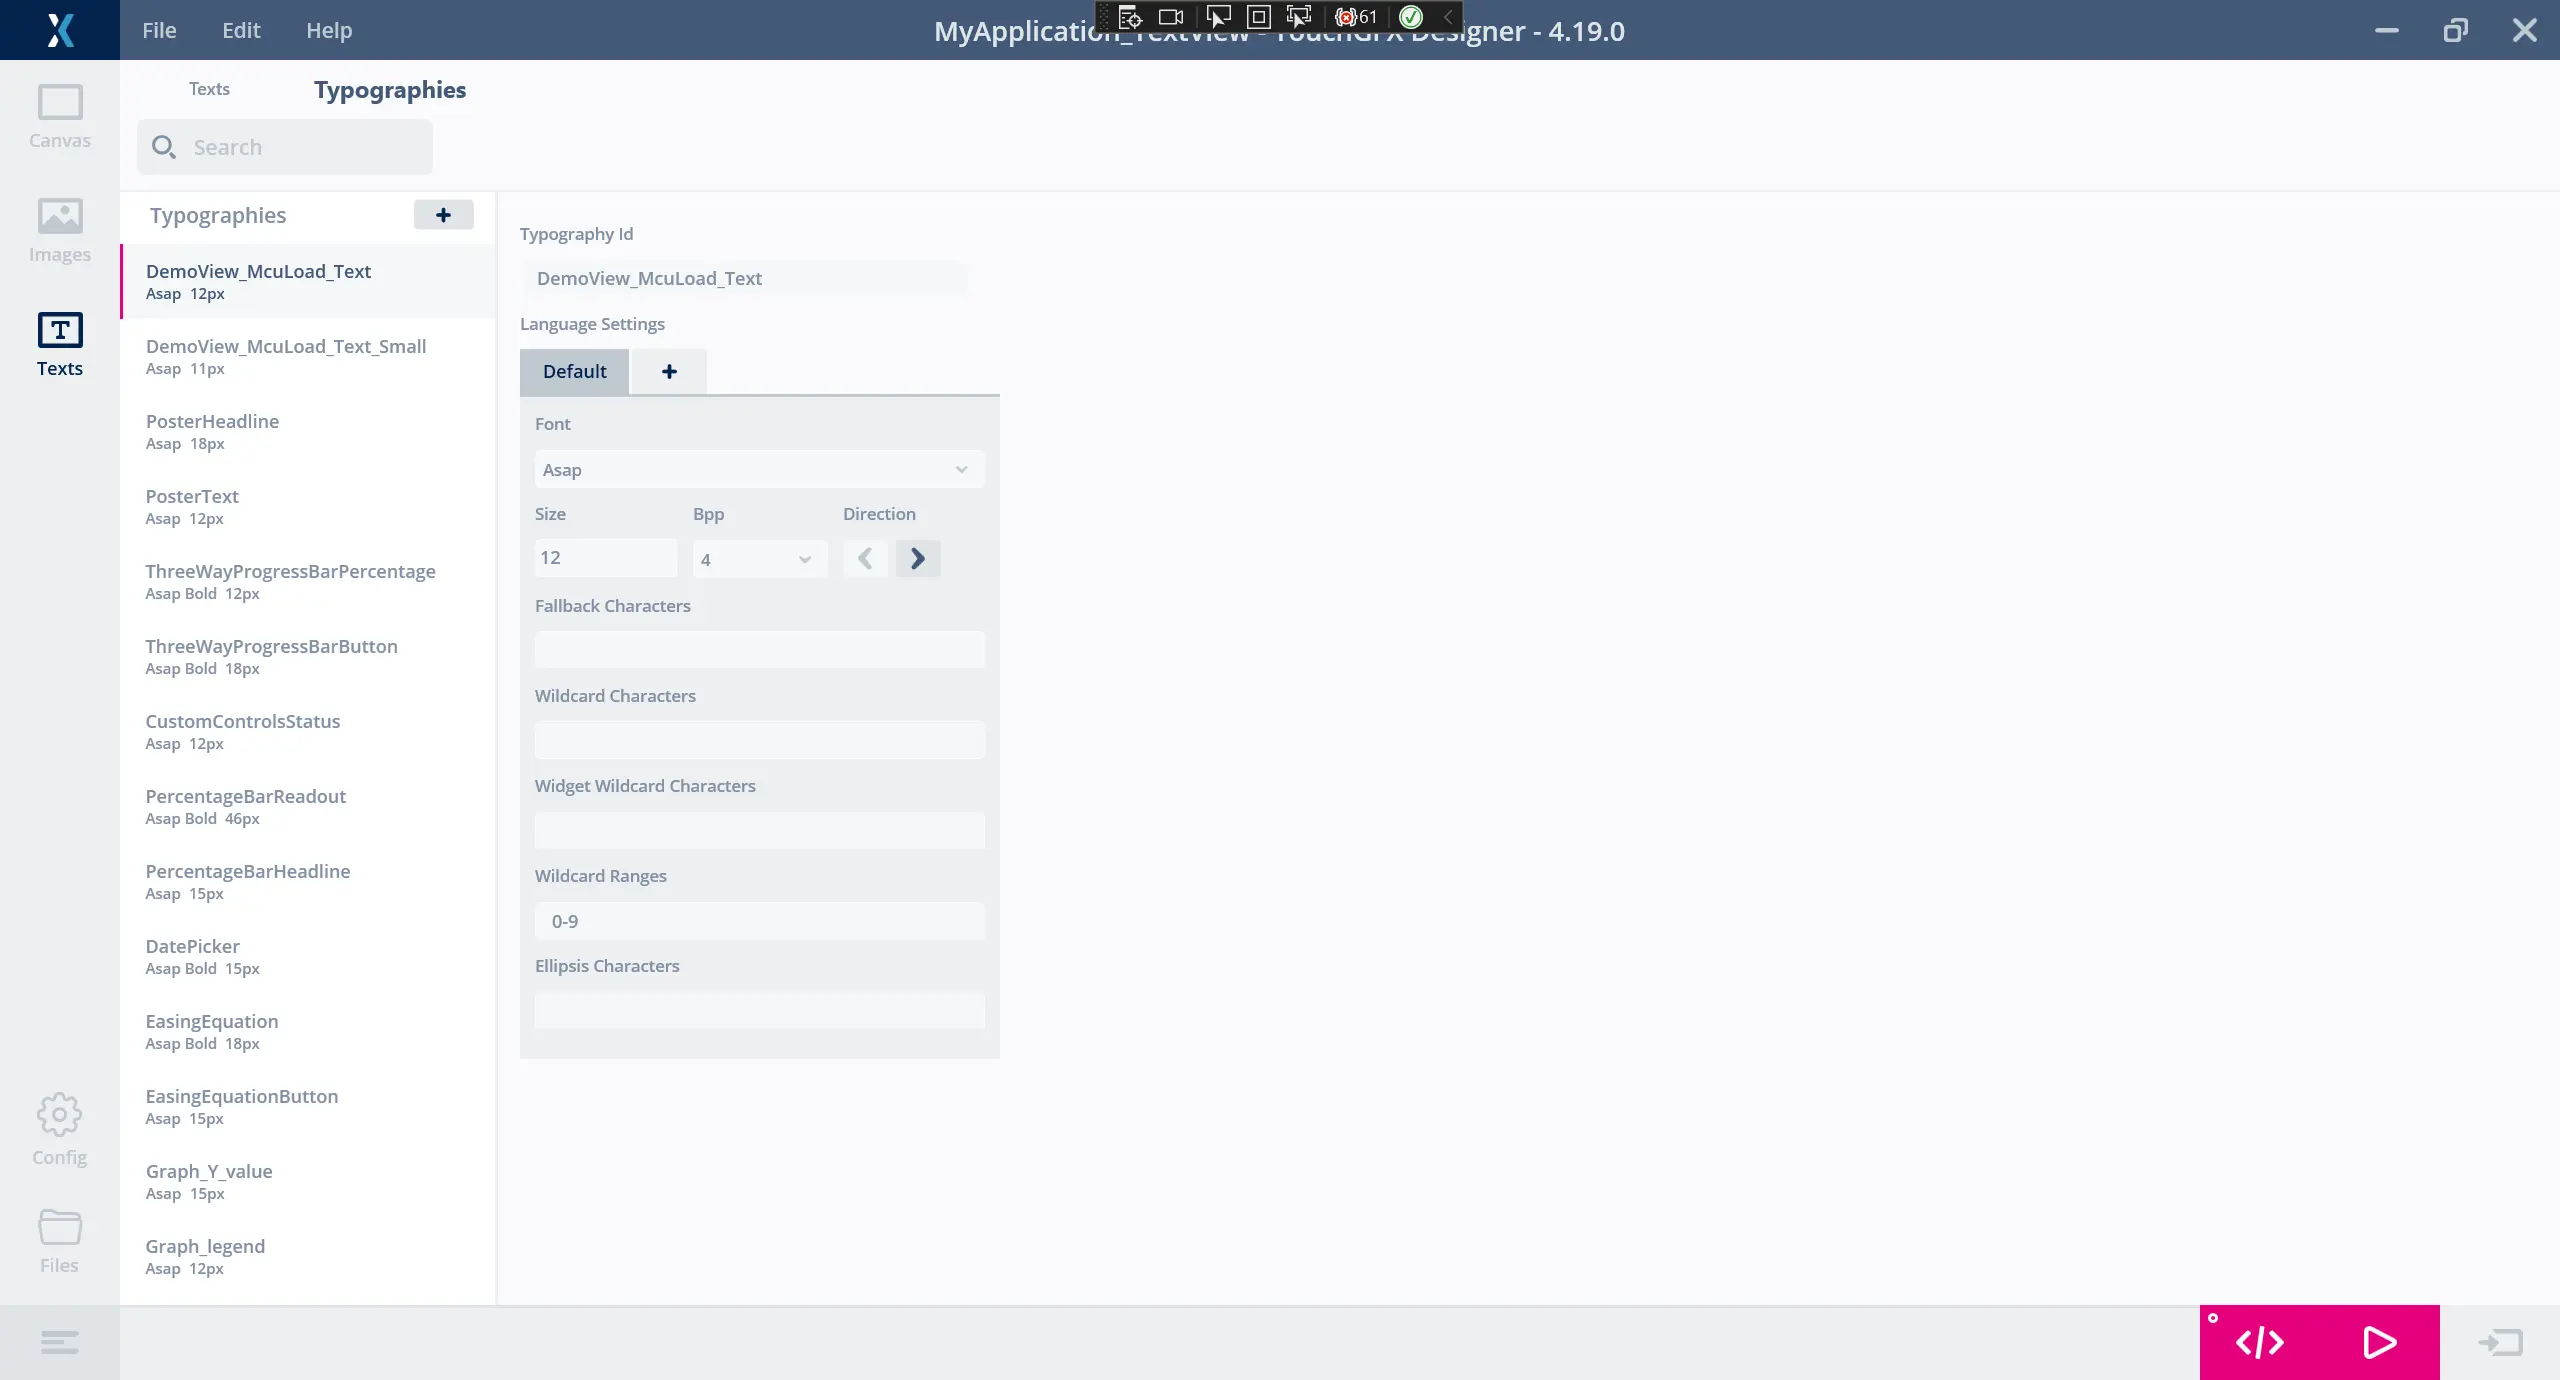 File Edit Help
MyApplication_TextView - TouchGFX Designer - 4.19.0
61
Texts Typographies
Search
Canvas
Images
Texts
Config
Files
Typographies +
DemoView_McuLoad_Text
Asap 12px
DemoView_McuLoad_Text_Small
Asap 11px
PosterHeadline
Asap 18px
PosterText
Asap 12px
ThreeWayProgressBarPercentage
Asap Bold 12px
ThreeWayProgressBarButton
Asap Bold 18px
CustomControlsStatus
Asap 12px
PercentageBarReadout
Asap Bold 46px
PercentageBarHeadline
Asap 15px
DatePicker
Asap Bold 15px
EasingEquation
Asap Bold 18px
EasingEquationButton
Asap 15px
Graph_Y_value
Asap 15px
Graph_legend
Asap 12px
Typography Id
DemoView_McuLoad_Text
Language Settings
Default +
Font
Asap
Size Bpp Direction
12 4
Fallback Characters
Wildcard Characters
Widget Wildcard Characters
Wildcard Ranges
0-9
Ellipsis Characters